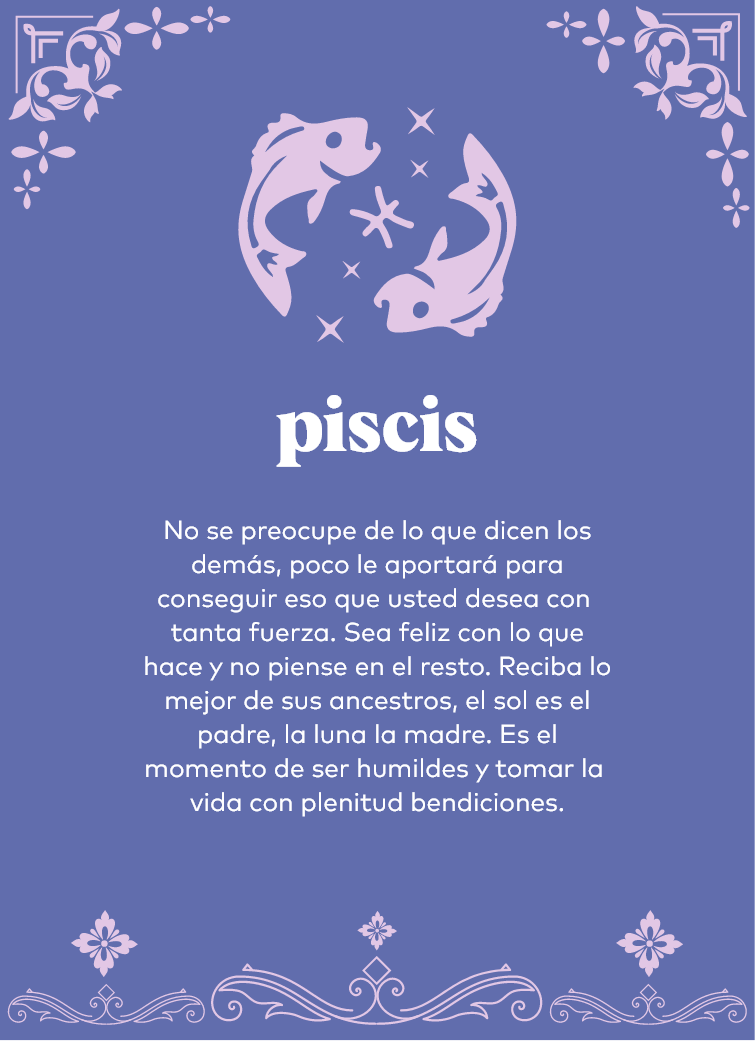 piscis
No se preocupe de lo que dicen los
demás, poco le aportará para
conseguir eso que usted desea con
tanta fuerza. Sea feliz con lo que
hace y no piense en el resto. Reciba lo
mejor de sus ancestros, el sol es el
padre, la luna la madre. Es el
momento de ser humildes y tomar la
vida con plenitud bendiciones.